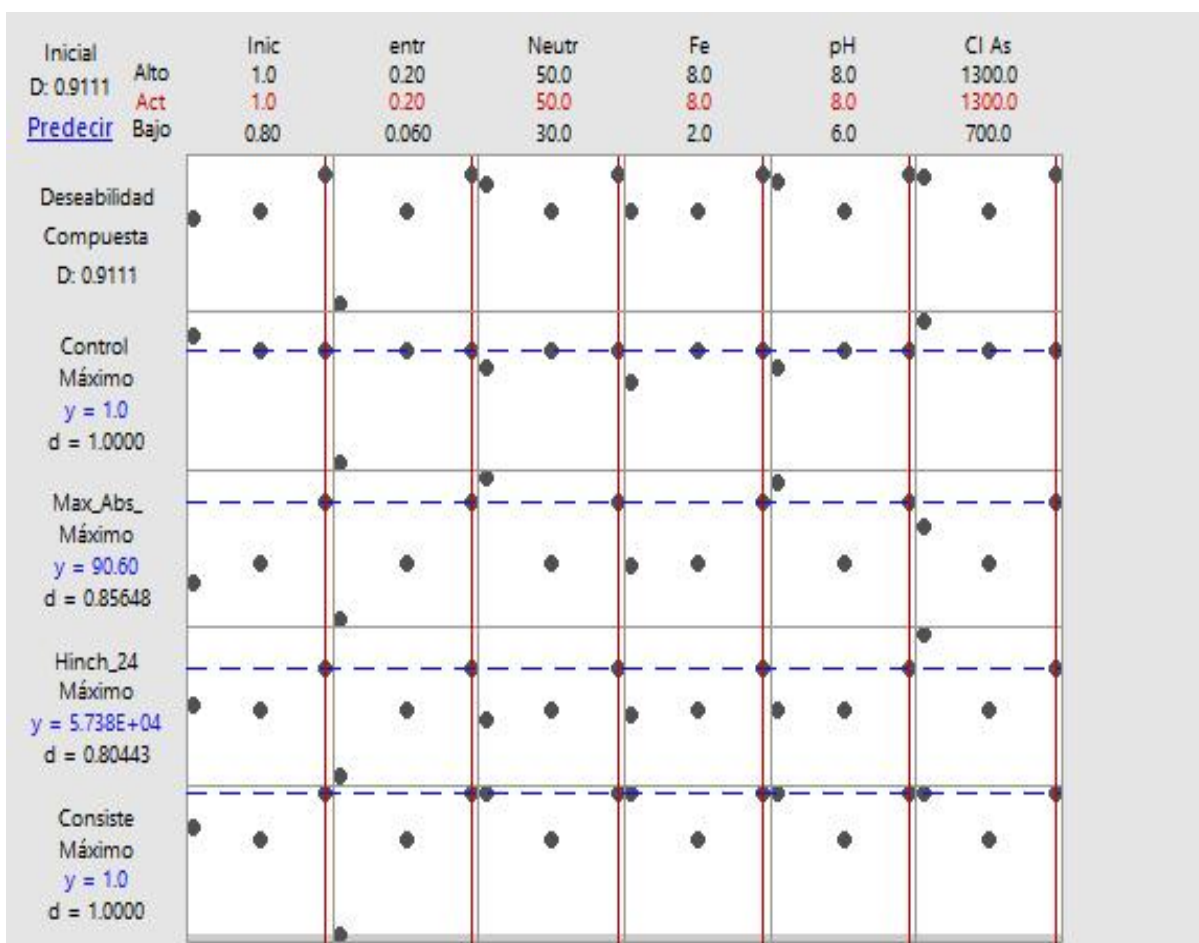 Inicial
D: 0.9111
Predecir
Alto
Act
Bajo
Inic
1.0
1.0
0.80
entr
0.20
0.20
0.060
Neutr
50.0
50.0
30.0
Fe
8.0
8.0
2.0
pH
8.0
8.0
6.0
Cl As
1300.0
1300.0
700.0
Deseabilidad
Compuesta
D: 0.9111
Control
Máximo
y = 1.0
d = 1.0000
Max_Abs_
Máximo
y = 90.60
d = 0.85648
Hinch_24
Máximo
y = 5.738E+04
d = 0.80443
Consiste
Máximo
y = 1.0
d = 1.0000